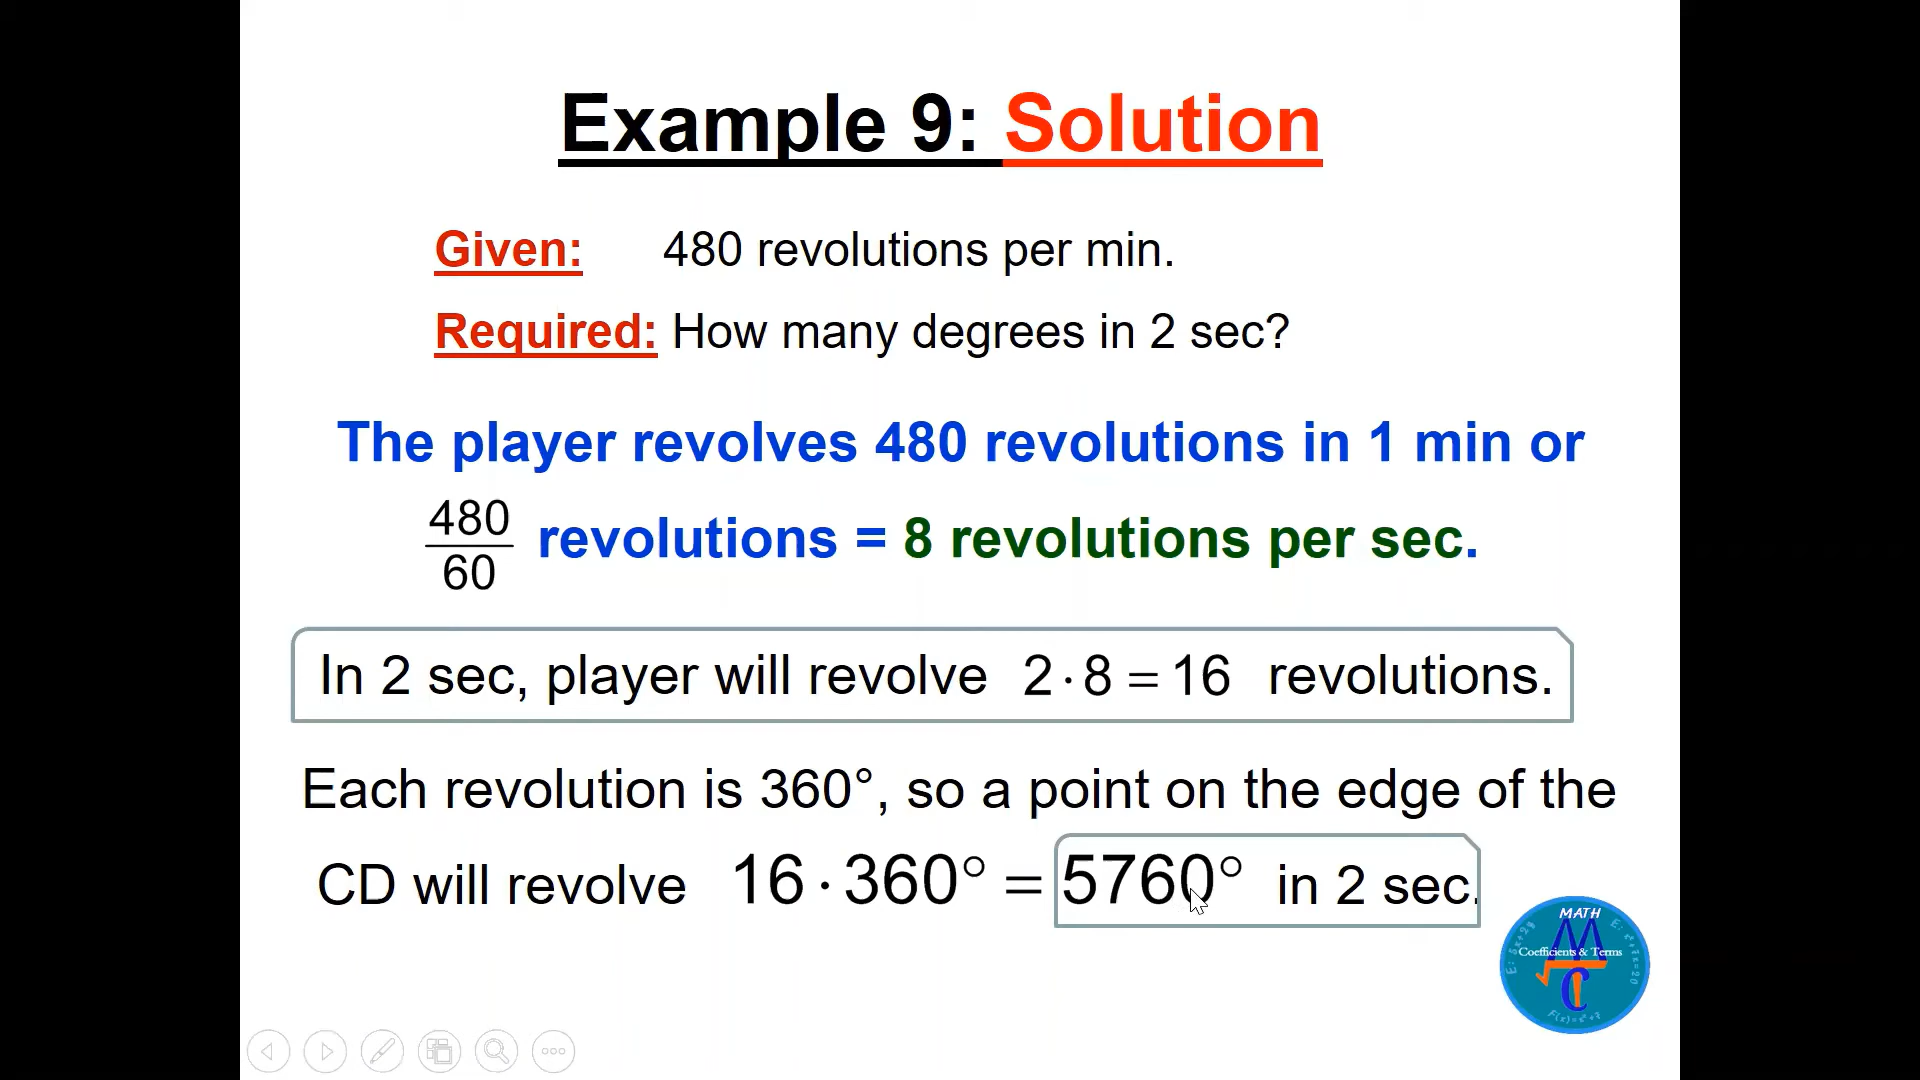 Example 9: Solution
Given: 480 revolutions per min.
Required: How many degrees in 2 sec?
The player revolves 480 revolutions in 1 min or
480/60 revolutions = 8 revolutions per sec.
In 2 sec, player will revolve 2 · 8 = 16 revolutions.
Each revolution is 360°, so a point on the edge of the
CD will revolve 16 · 360° = 5760° in 2 sec.
MATH
Coefficients & Terms